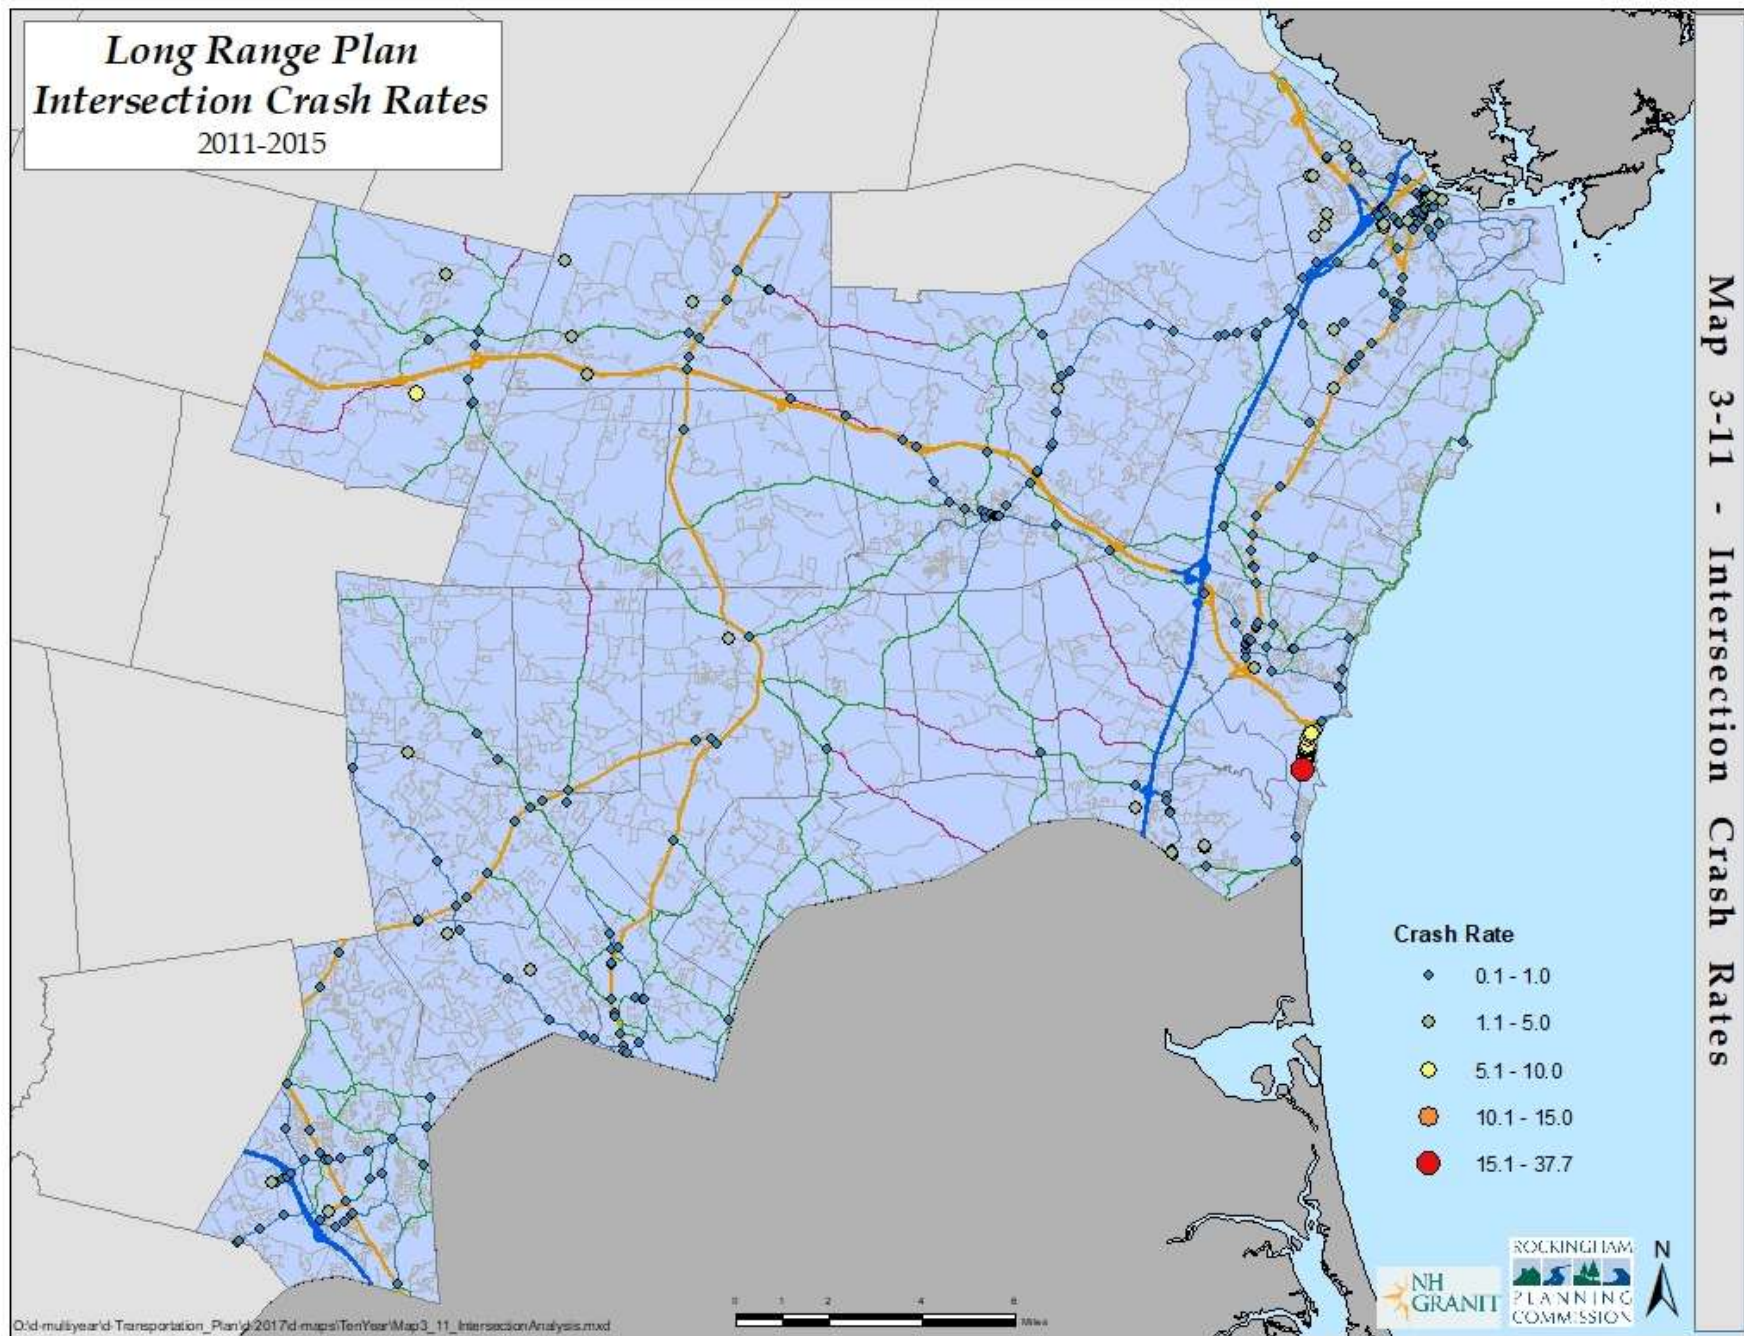 Long Range Plan
Intersection Crash Rates
2011-2015
Map 3-11 - Intersection Crash Rates
Crash Rate
0.1 - 1.0
1.1 - 5.0
5.1 - 10.0
10.1 - 15.0
15.1 - 37.7
NH
GRANIT
ROCKINGHAM
PLANNING
COMMISSION
N
0 1 2 4 6
Miles